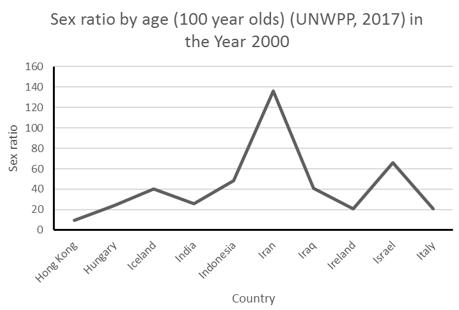 Sex ratio by age (100 year olds) (UNWPP, 2017) in
the Year 2000
160
140
120
100
80
60
40
20
0
Sex ratio
Hong Kong
Hungary
Iceland
India
Indonesia
Iran
Iraq
Ireland
Israel
Italy
Country